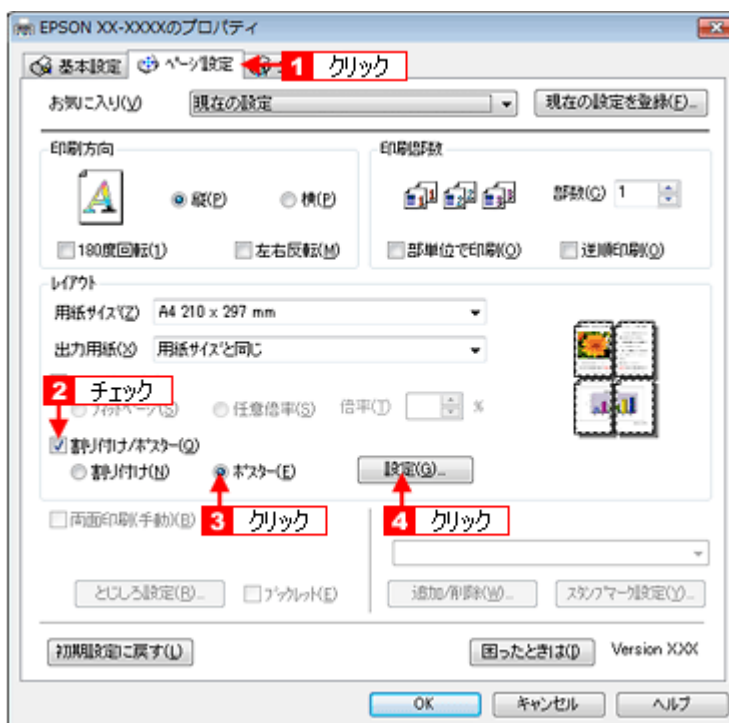 EPSON XX-XXXXのプロパティ
基本設定 ページ設定 1 クリック
お気に入り(V) 現在の設定 現在の設定を登録(F)...
印刷方向 印刷部数
縦(P) 横(P) 部数(C) 1
180度回転(1) 左右反転(M) 部単位で印刷(O) 逆順印刷(O)
レイアウト
用紙サイズ(Z) A4 210 x 297 mm
出力用紙(X) 用紙サイズと同じ
2 チェック
フィットページ(S) 任意倍率(S) 倍率(T) %
割り付け/ポスター(Q)
割り付け(N) ポスター(E) 設定(G)...
両面印刷(手動)(B) 3 クリック 4 クリック
とじしろ設定(R)... ブックレット(E) 追加/削除(W)... スタンプマーク設定(Y)...
初期設定に戻す(L) 困ったときは(I) Version X.XX
OK キャンセル ヘルプ